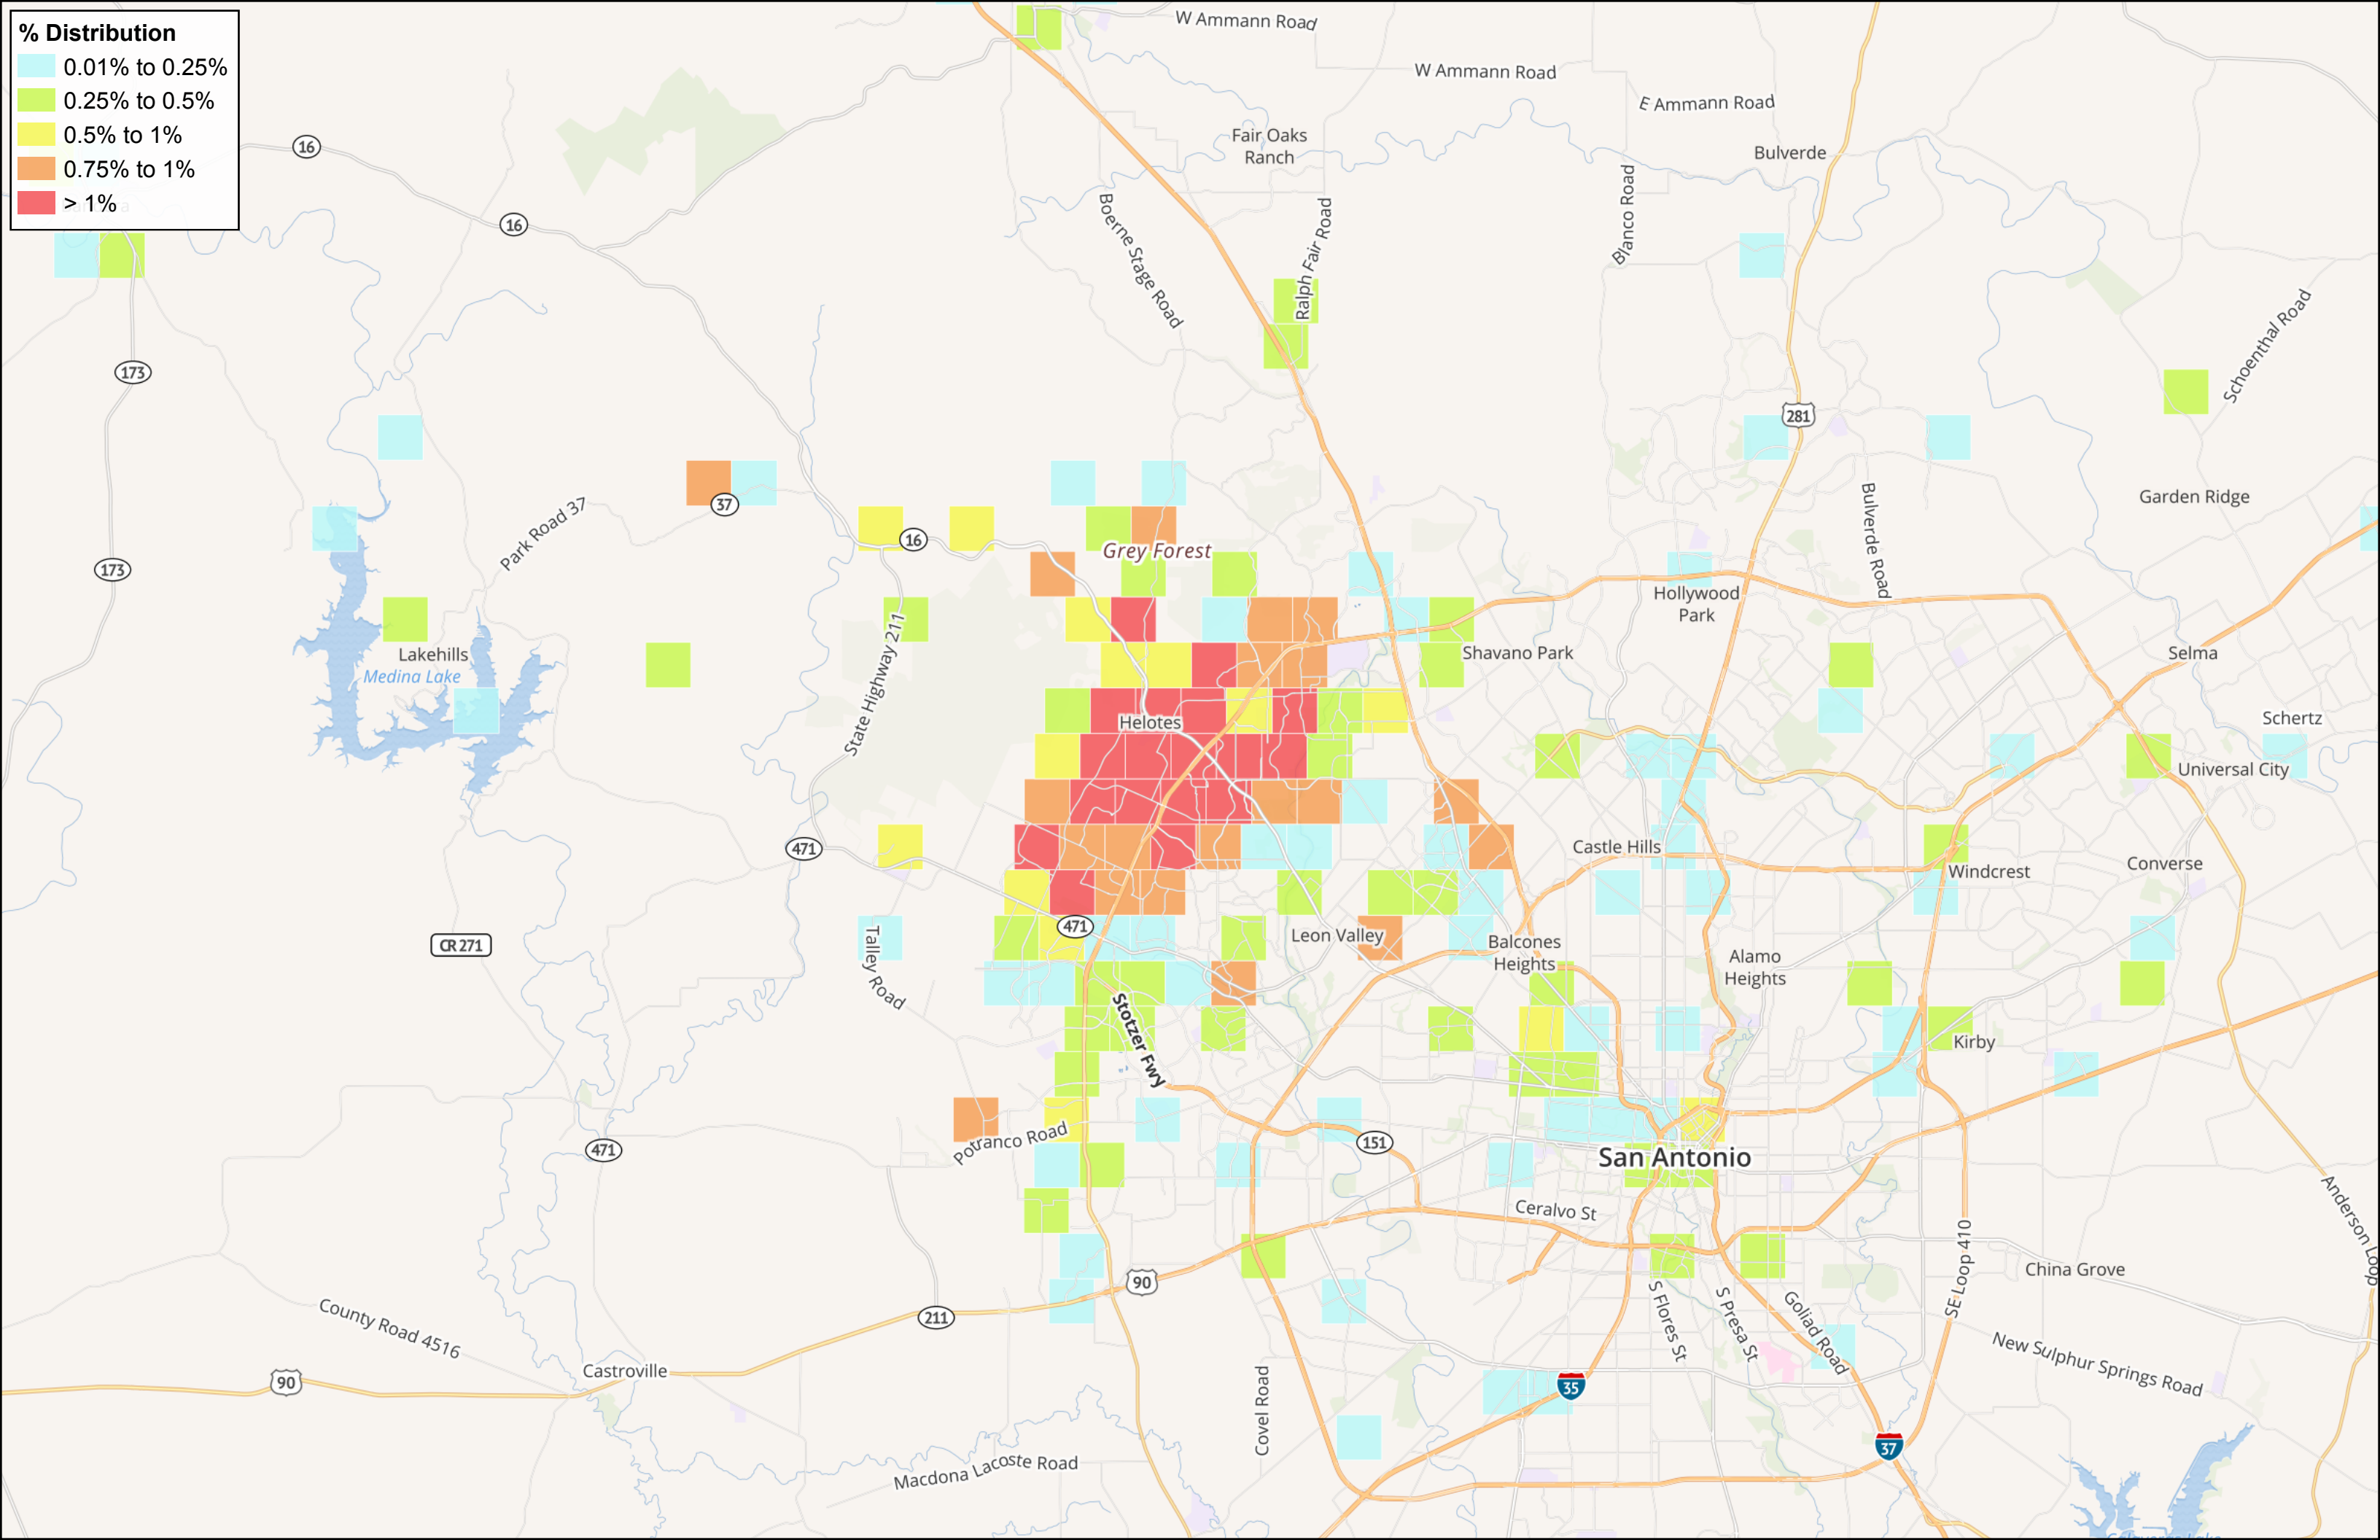 % Distribution
0.01% to 0.25%
0.25% to 0.5%
0.5% to 1%
0.75% to 1%
> 1%
W Ammann Road
W Ammann Road
E Ammann Road
Fair Oaks
Ranch
Bulverde
16
16
Boerne Stage Road
Ralph Fair Road
Blanco Road
Schoenthal Road
173
281
Garden Ridge
Park Road 37
37
Bulverde Road
16
Grey Forest
173
Hollywood
Park
State Highway 211
Lakehills
Medina Lake
Shavano Park
Selma
Helotes
Schertz
Universal City
471
Castle Hills
Windcrest
Converse
CR 271
Talley Road
471
Leon Valley
Balcones
Heights
Alamo
Heights
Stotzer Fwy
Kirby
471
Potranco Road
151
San Antonio
Ceralvo St
Anderson Loop
SE Loop 410
China Grove
90
211
County Road 4516
S Flores St
S Presa St
Goliad Road
New Sulphur Springs Road
Castroville
90
35
Covel Road
37
Macdona Lacoste Road